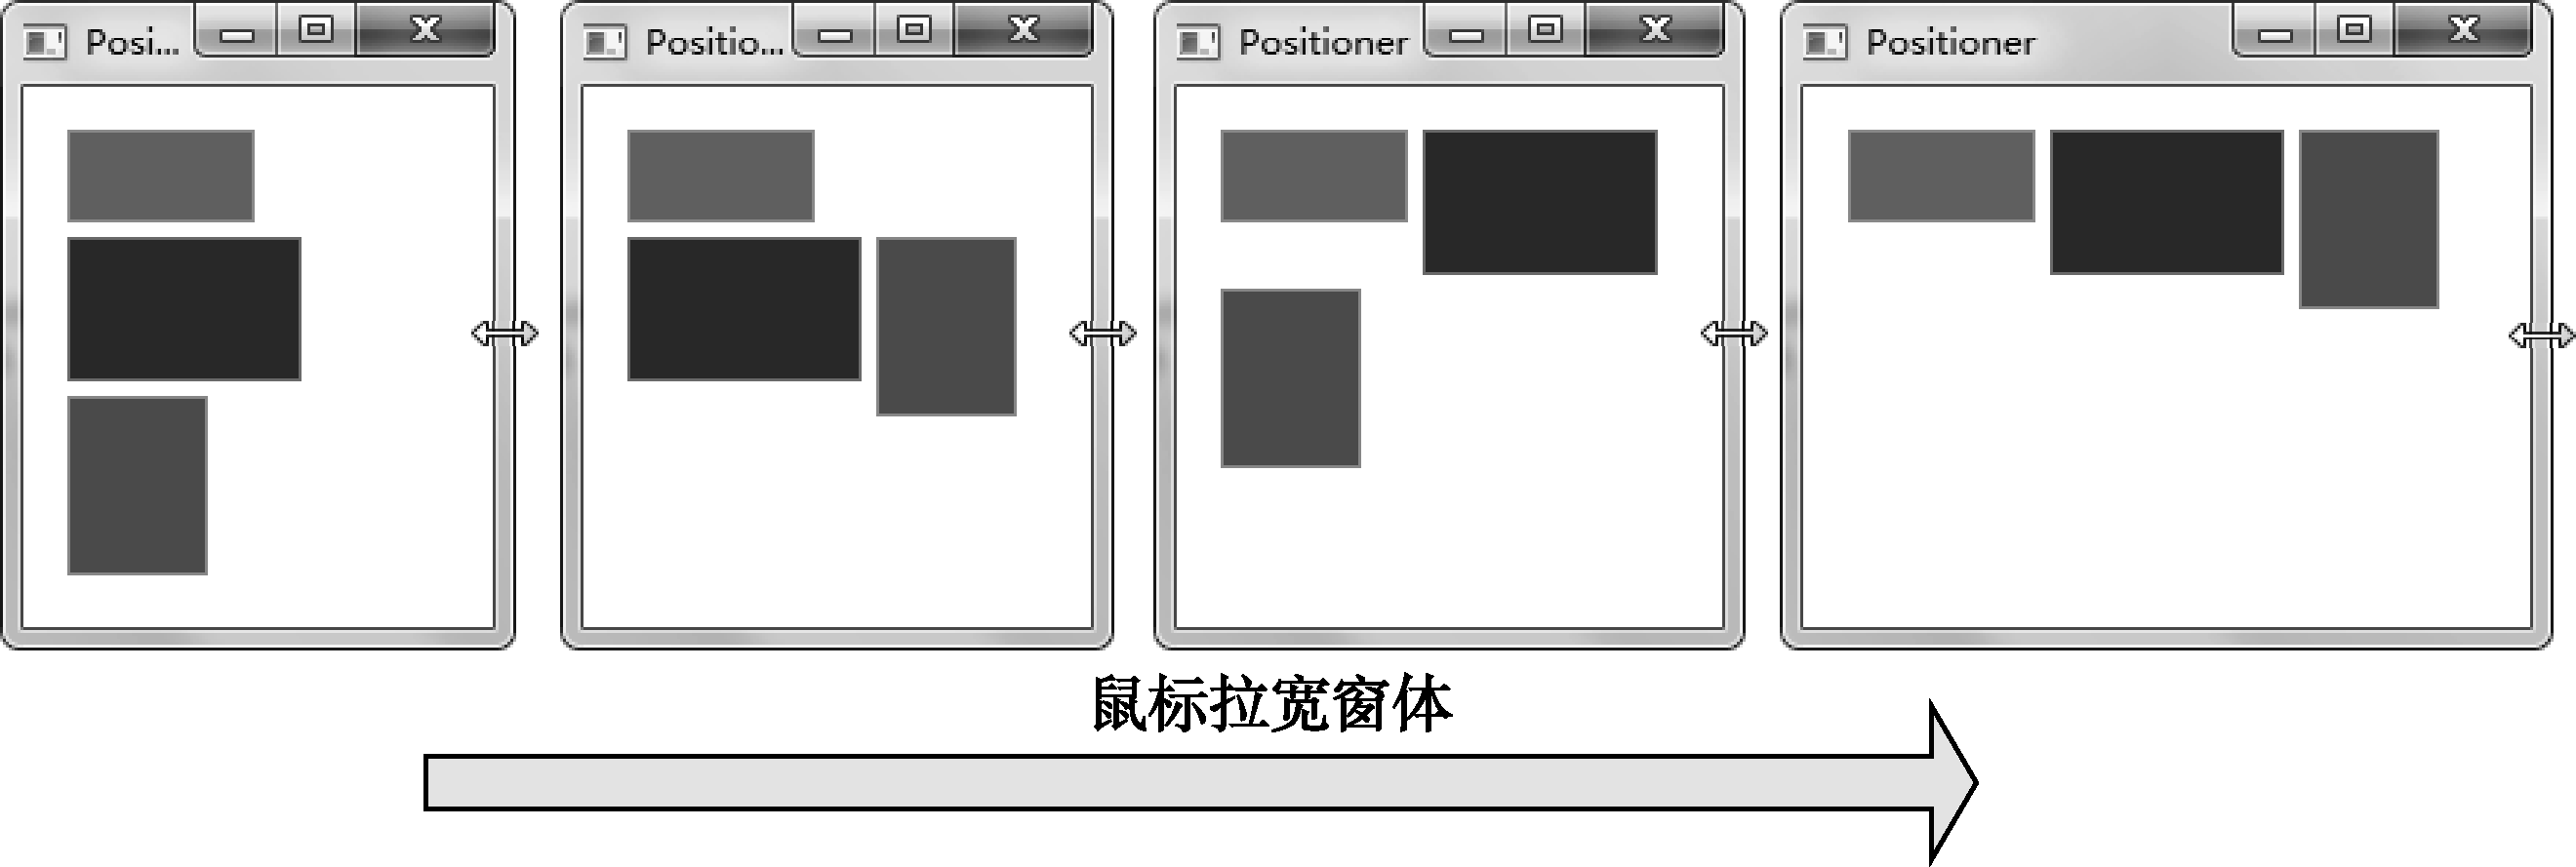 Posi...
Positio...
Positioner
Positioner
鼠标拉宽窗体